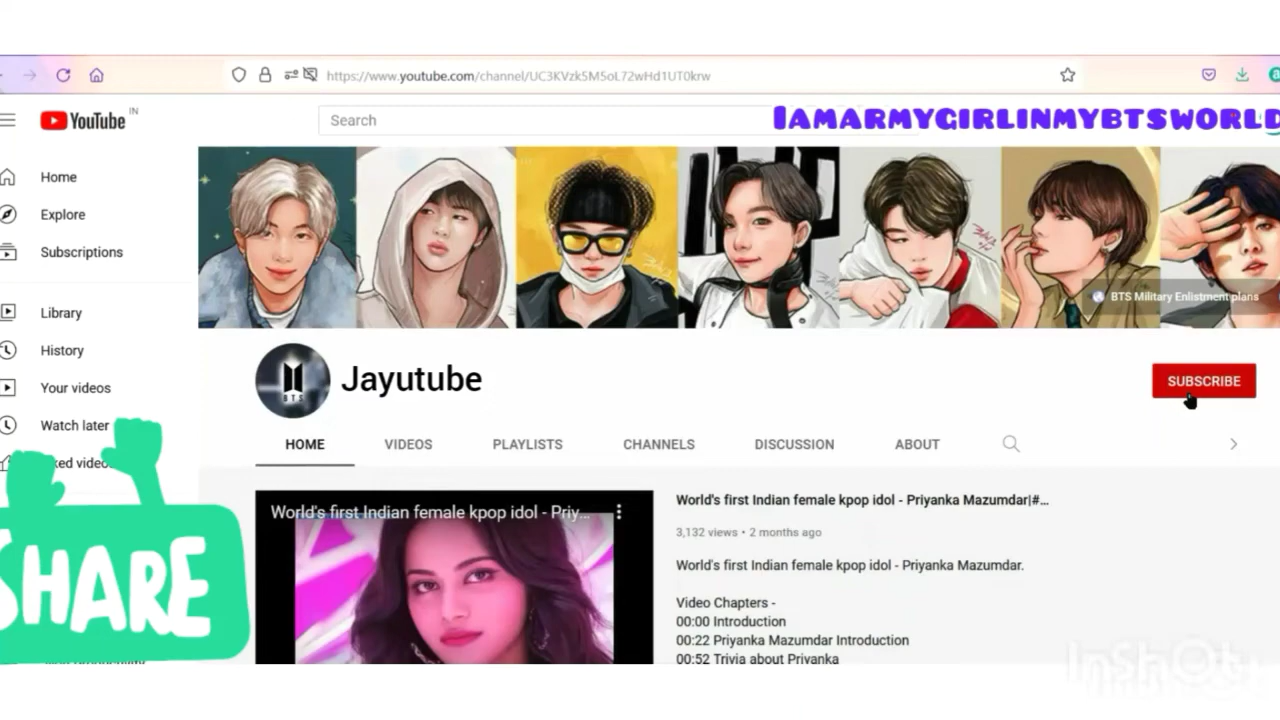 https://www.youtube.com/channel/UC3KVzk5M5oL72wHd1UT0krw
YouTube IN
Search
IAMARMYGIRLINMYBTSWORLD
Home
Explore
Subscriptions
Library
History
Your videos
Watch later
ked video
SHARE
BTS Military Enlistment plans
BTS
Jayutube
SUBSCRIBE
HOME VIDEOS PLAYLISTS CHANNELS DISCUSSION ABOUT
World's first Indian female kpop idol - Priy...
World's first Indian female kpop idol - Priyanka Mazumdar|#...
3,132 views • 2 months ago
World's first Indian female kpop idol - Priyanka Mazumdar.
Video Chapters -
00:00 Introduction
00:22 Priyanka Mazumdar Introduction
00:52 Trivia about Priyanka
InShOt